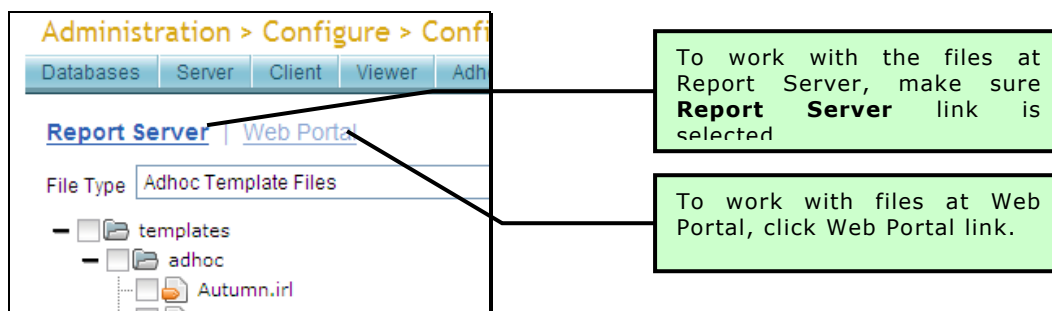 Administration > Configure > Confi
Databases Server Client Viewer Adh
Report Server | Web Portal
File Type Adhoc Template Files
templates
adhoc
Autumn.irl
To work with the files at
Report Server, make sure
Report Server link is
selected
To work with files at Web
Portal, click Web Portal link.